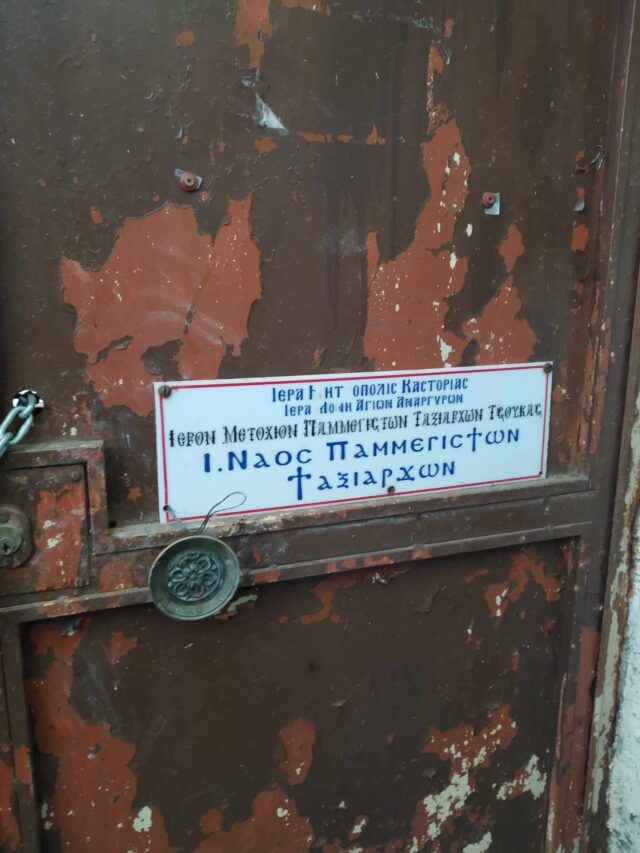 Ιερα Καστοριας
Ιερα Αγιων Αναργυρων
Ιερον Μετοχιον Παμμεγιστων Ταξιαρχων Τσουκας
Ι. Ναος Παμμεγιστων
Ταξιαρχων